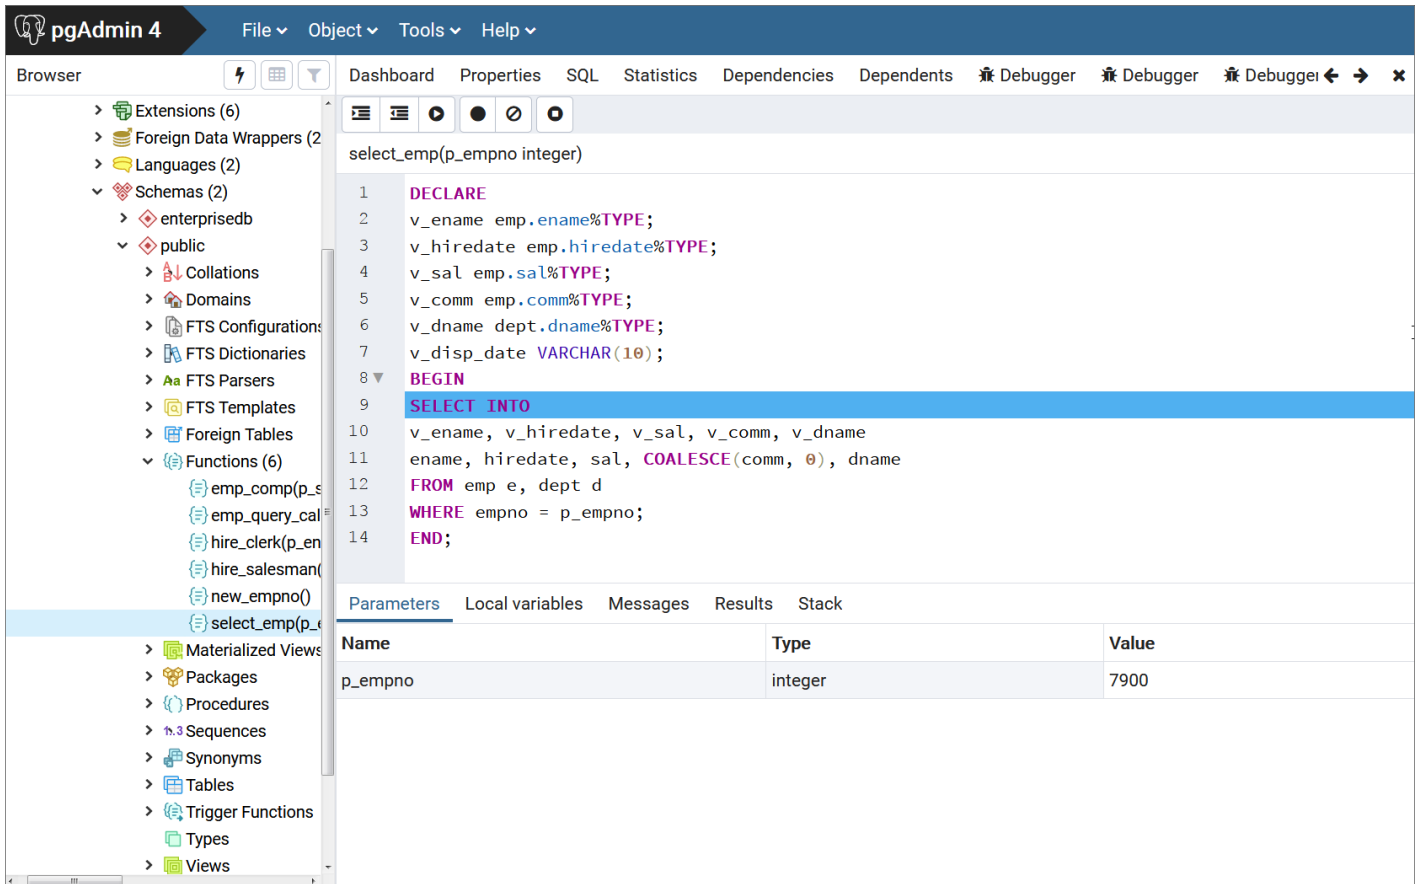 pgAdmin 4
File Object Tools Help
Browser
Dashboard Properties SQL Statistics Dependencies Dependents Debugger Debugger Debugger
Extensions (6)
Foreign Data Wrappers (2
Languages (2)
Schemas (2)
enterprisedb
public
Collations
Domains
FTS Configurations
FTS Dictionaries
Aa FTS Parsers
FTS Templates
Foreign Tables
Functions (6)
emp_comp(p_s
emp_query_cal
hire_clerk(p_en
hire_salesman(
new_empno()
select_emp(p_e
Materialized Views
Packages
Procedures
1..3 Sequences
Synonyms
Tables
Trigger Functions
Types
Views
select_emp(p_empno integer)
1 DECLARE
2 v_ename emp.ename%TYPE;
3 v_hiredate emp.hiredate%TYPE;
4 v_sal emp.sal%TYPE;
5 v_comm emp.comm%TYPE;
6 v_dname dept.dname%TYPE;
7 v_disp_date VARCHAR(10);
8 BEGIN
9 SELECT INTO
10 v_ename, v_hiredate, v_sal, v_comm, v_dname
11 ename, hiredate, sal, COALESCE(comm, 0), dname
12 FROM emp e, dept d
13 WHERE empno = p_empno;
14 END;
Parameters Local variables Messages Results Stack
Name Type Value
p_empno integer 7900